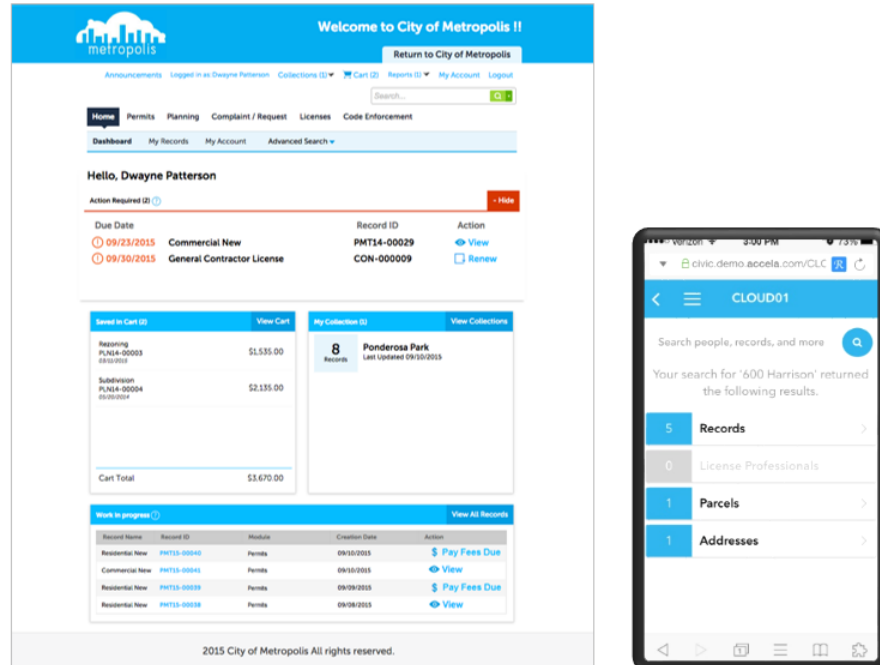 Welcome to City of Metropolis !!
metropolis
Return to City of Metropolis
Announcements Logged in as:Dwayne Patterson Collections (1) Cart (2) Reports (1) My Account Logout
Search...
Home Permits Planning Complaint / Request Licenses Code Enforcement
Dashboard My Records My Account Advanced Search
Hello, Dwayne Patterson
Action Required (2) ?
- Hide
Due Date Record ID Action
09/23/2015 Commercial New PMT14-00029 View
09/30/2015 General Contractor License CON-000009 Renew
Saved in Cart (2) View Cart
Rezoning
PLN14-00003 $1,535.00
Subdivision
PLN14-00004 $2,135.00
05/20/2014
Cart Total $3,670.00
My Collection (1) View Collections
8 Ponderosa Park
Records Last Updated 09/10/2015
Work in progress ? View All Records
Record Name Record ID Module Creation Date Action
Residential New PMT15-00040 Permits 09/10/2015 $ Pay Fees Due
Commercial New PMT15-00041 Permits 09/10/2015 View
Residential New PMT15-00039 Permits 09/09/2015 $ Pay Fees Due
Residential New PMT15-00038 Permits 09/08/2015 View
2015 City of Metropolis All rights reserved.
Verizon 3:00 PM 73%
civic.demo.accela.com/CLC
CLOUD01
Search people, records, and more
Your search for '600 Harrison' returned
the following results.
5 Records
0 License Professionals
1 Parcels
1 Addresses